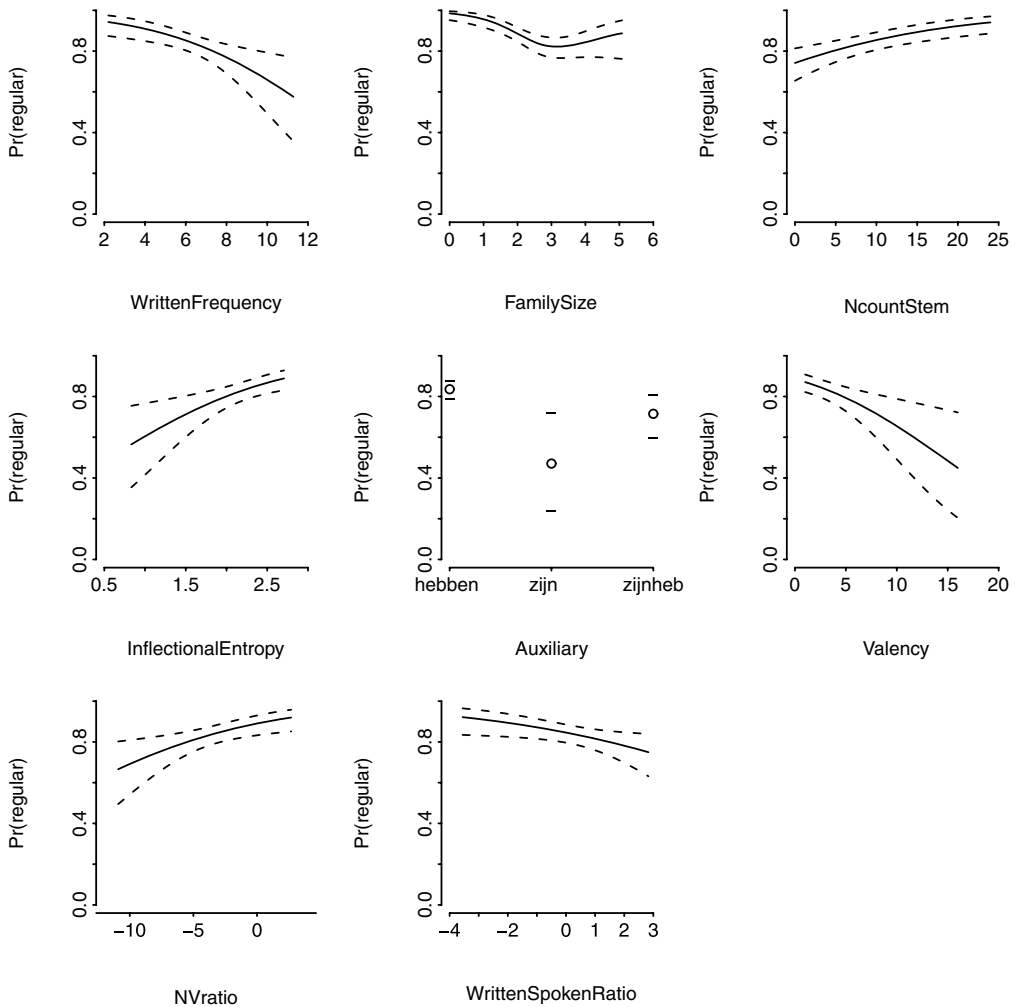 Pr(regular)
0.0 0.4 0.8
2 4 6 8 10 12
WrittenFrequency
Pr(regular)
0.0 0.4 0.8
0 1 2 3 4 5 6
FamilySize
Pr(regular)
0.0 0.4 0.8
0 5 10 15 20 25
NcountStem
Pr(regular)
0.0 0.4 0.8
0.5 1.5 2.5
InflectionalEntropy
Pr(regular)
0.0 0.4 0.8
hebben zijn zijnheb
Auxiliary
Pr(regular)
0.0 0.4 0.8
0 5 10 15 20
Valency
Pr(regular)
0.0 0.4 0.8
−10 −5 0
NVratio
Pr(regular)
0.0 0.4 0.8
−4 −2 0 1 2 3
WrittenSpokenRatio